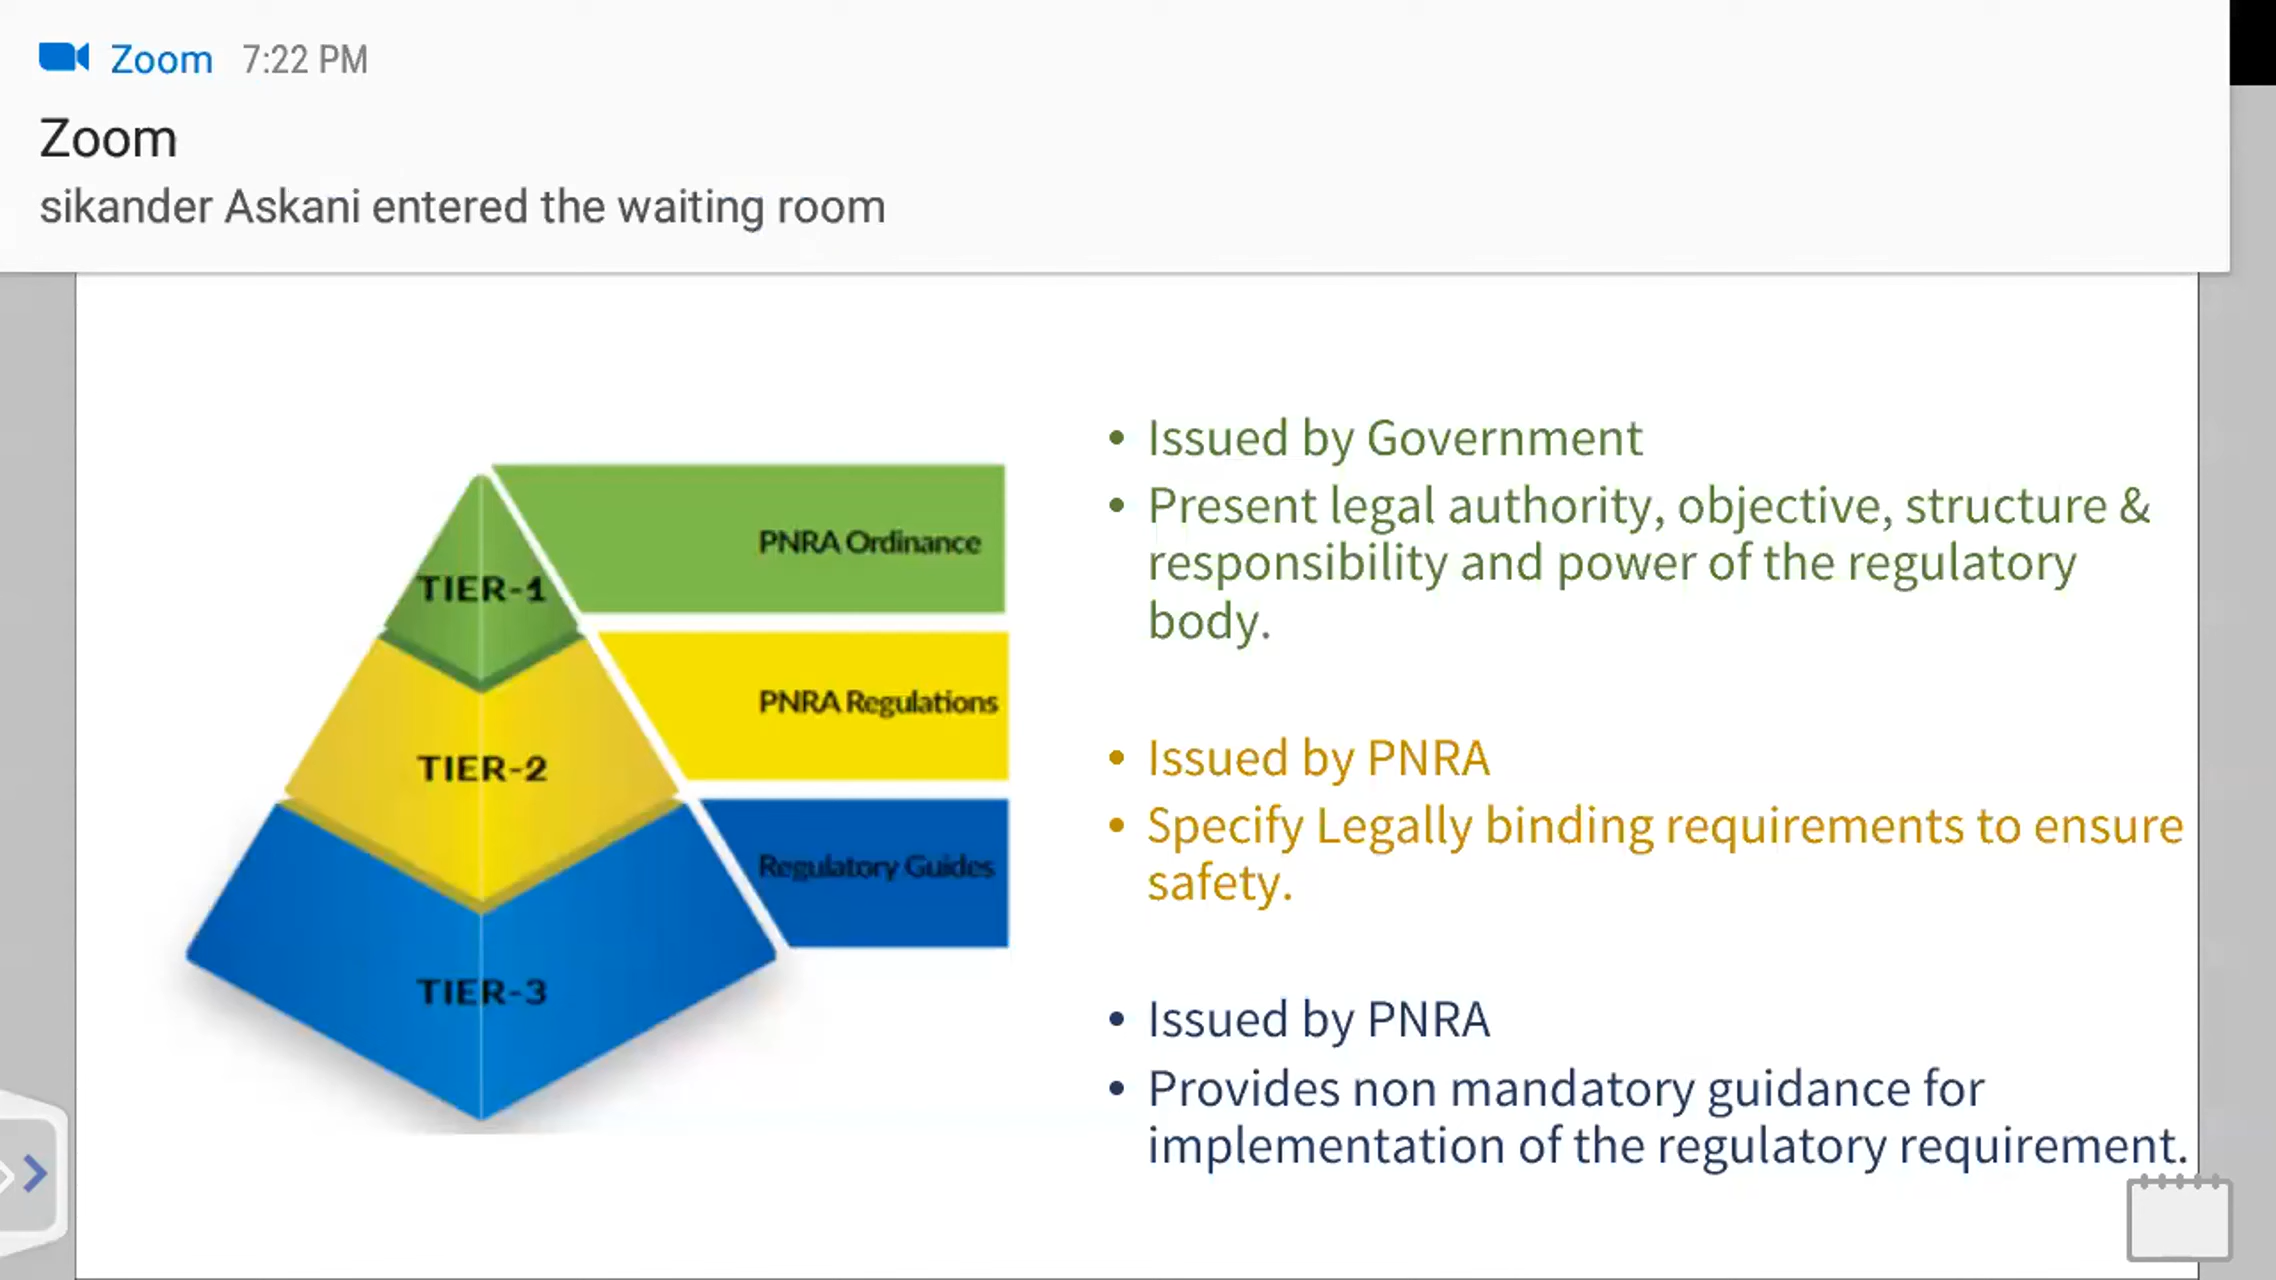 Zoom 7:22 PM
Zoom
sikander Askani entered the waiting room
TIER-1
PNRA Ordinance
TIER-2
PNRA Regulations
TIER-3
Regulatory Guides
• Issued by Government
• Present legal authority, objective, structure &
responsibility and power of the regulatory
body.
• Issued by PNRA
• Specify Legally binding requirements to ensure
safety.
• Issued by PNRA
• Provides non mandatory guidance for
implementation of the regulatory requirement.